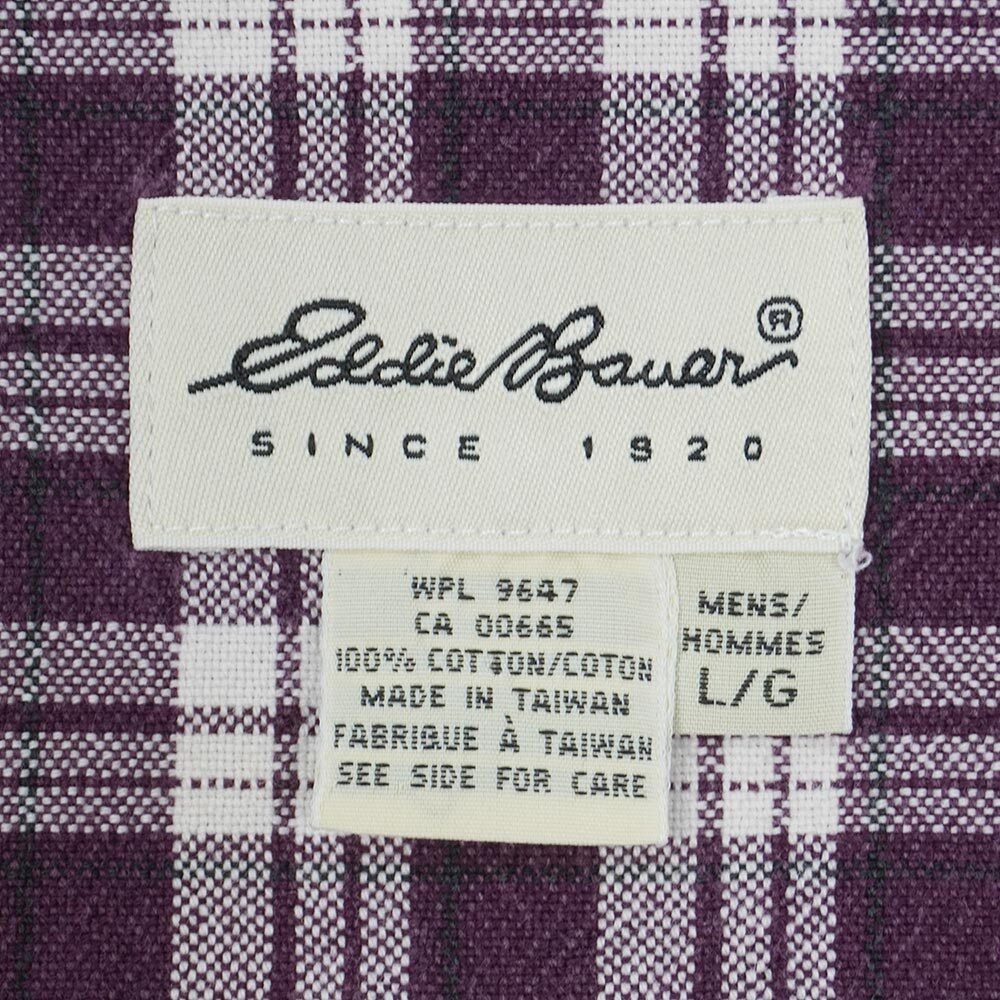 Eddie Bauer ®
SINCE 1920
WPL 9647
CA 00665
100% COTTON/COTON
MADE IN TAIWAN
FABRIQUE À TAIWAN
SEE SIDE FOR CARE
MENS/
HOMMES
L/G